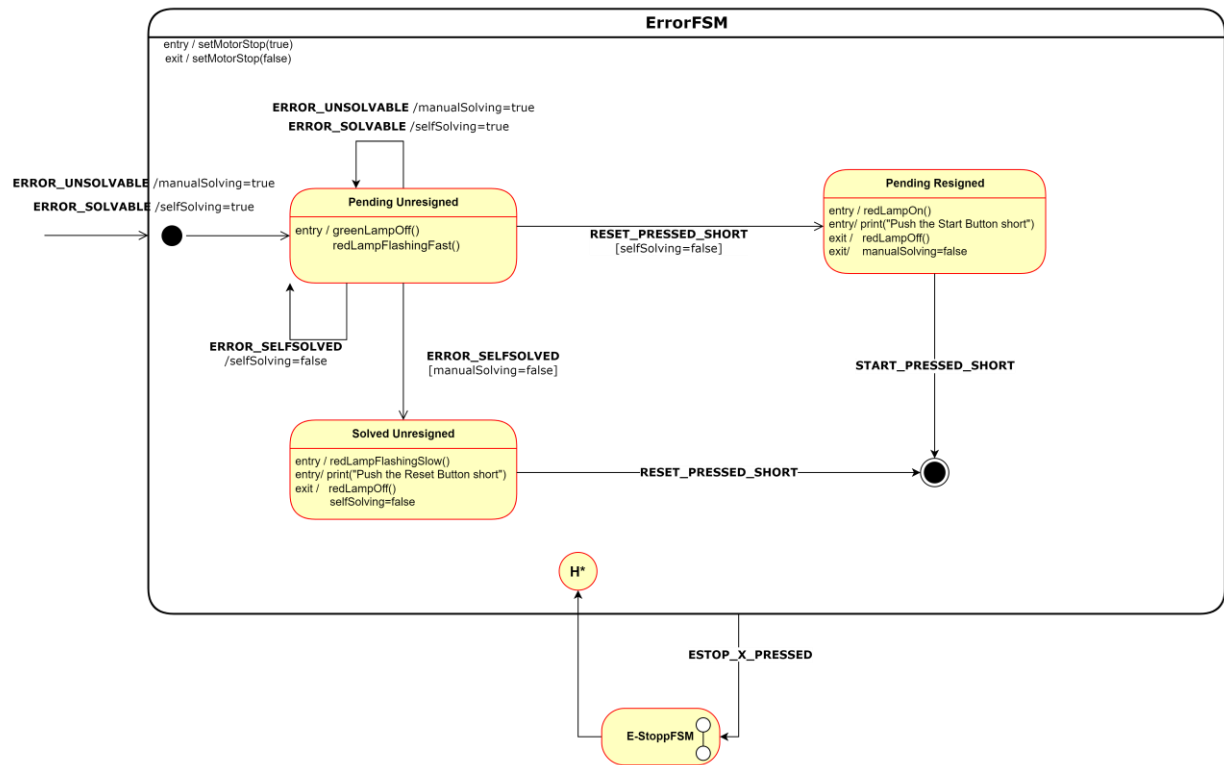 ErrorFSM
entry / setMotorStop(true)
exit / setMotorStop(false)
ERROR_UNSOLVABLE /manualSolving=true
ERROR_SOLVABLE /selfSolving=true
ERROR_UNSOLVABLE /manualSolving=true
ERROR_SOLVABLE /selfSolving=true
Pending Unresigned
entry / greenLampOff()
redLampFlashingFast()
RESET_PRESSED_SHORT
[selfSolving=false]
Pending Resigned
entry / redLampOn()
entry/ print("Push the Start Button short")
exit / redLampOff()
exit/ manualSolving=false
ERROR_SELFSOLVED
/selfSolving=false
ERROR_SELFSOLVED
[manualSolving=false]
START_PRESSED_SHORT
Solved Unresigned
entry / redLampFlashingSlow()
entry/ print("Push the Reset Button short")
exit / redLampOff()
selfSolving=false
RESET_PRESSED_SHORT
H*
ESTOP_X_PRESSED
E-StoppFSM